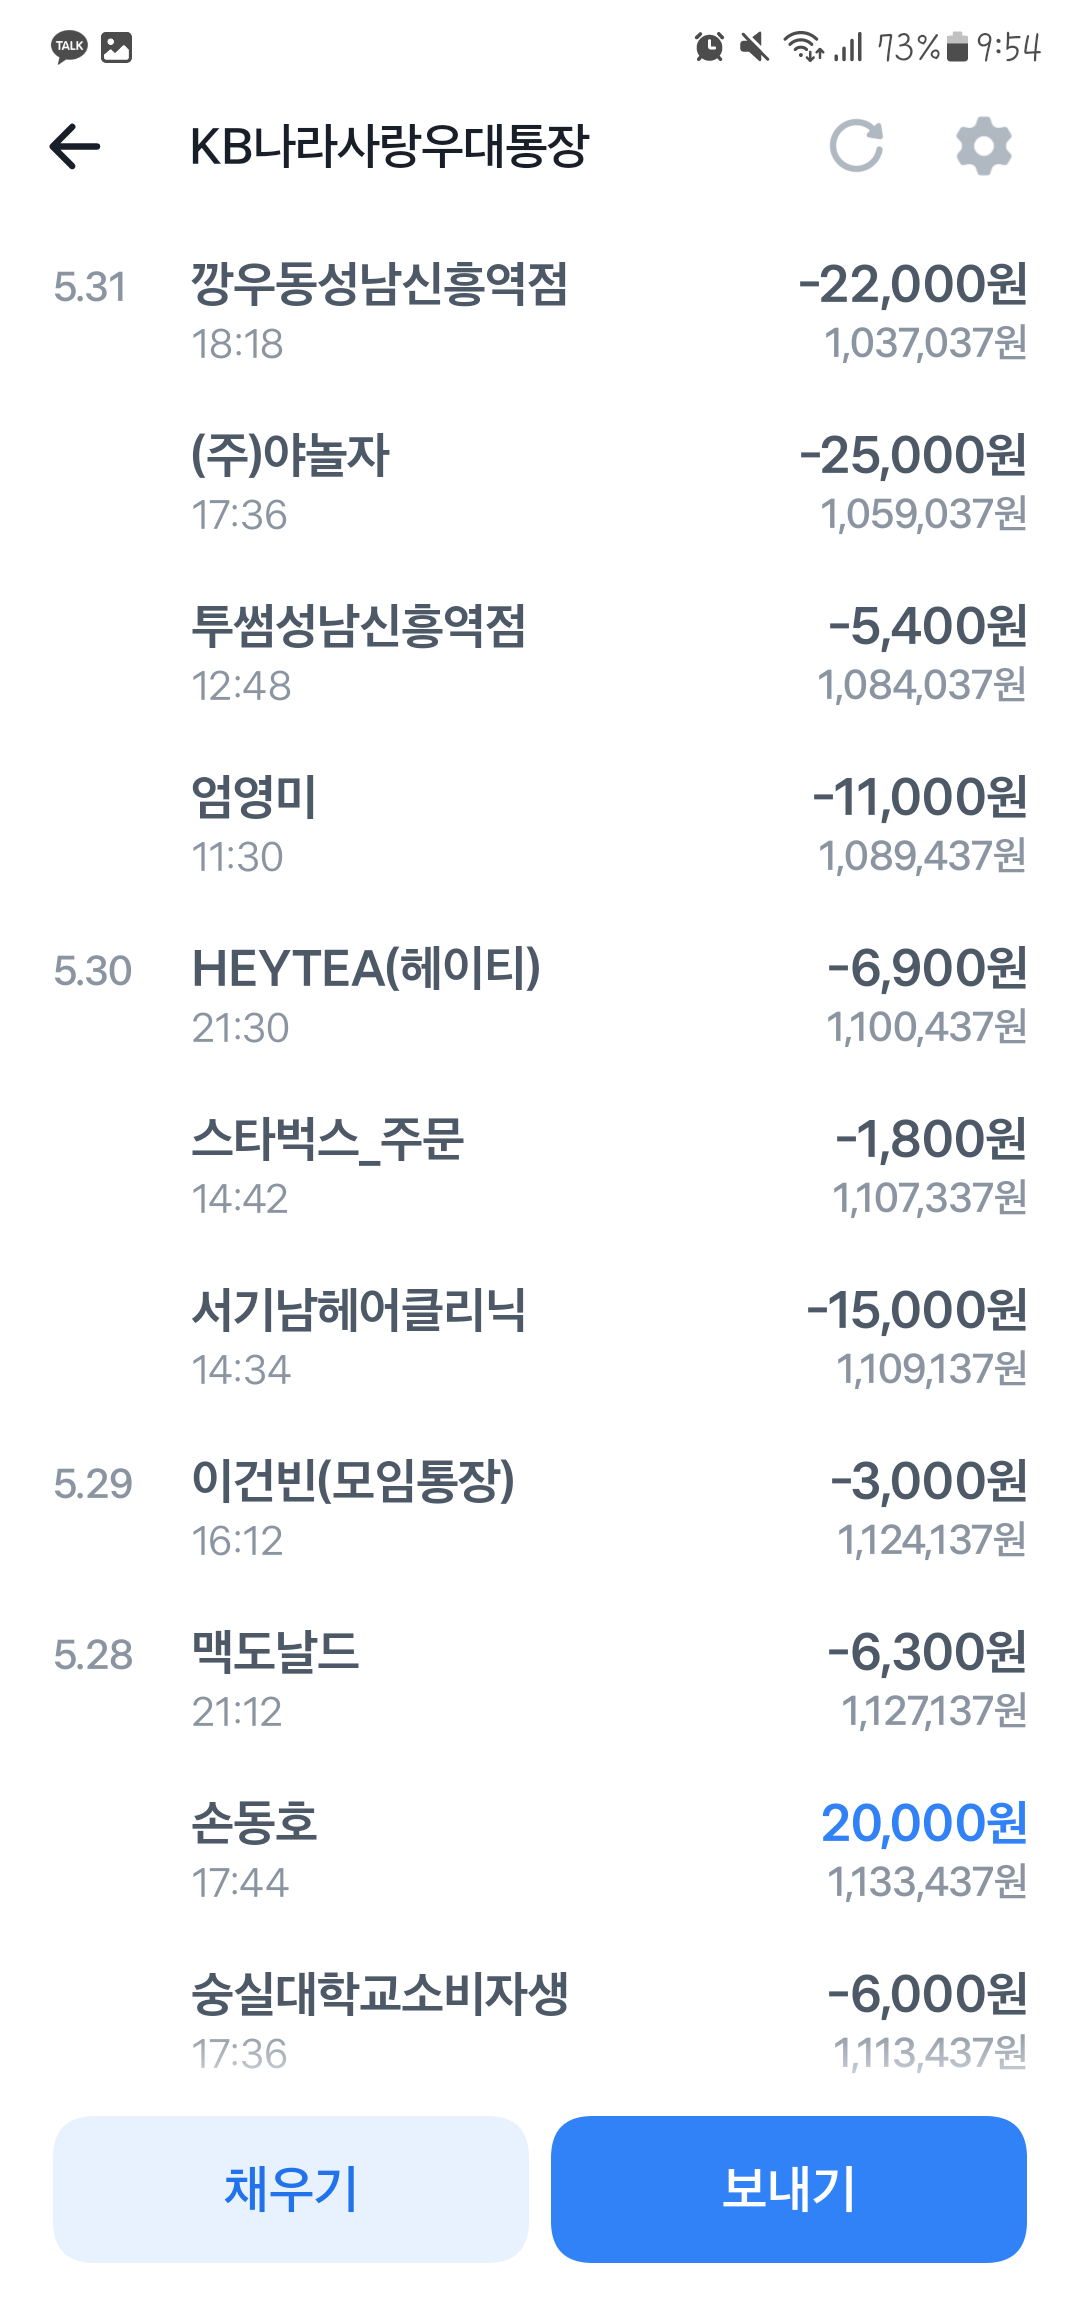 TALK 73% 9:54
KB나라사랑우대통장
5.31 깡우동성남신흥역점 -22,000원
18:18 1,037,037원
(주)야놀자 -25,000원
17:36 1,059,037원
투썸성남신흥역점 -5,400원
12:48 1,084,037원
엄영미 -11,000원
11:30 1,089,437원
5.30 HEYTEA(헤이티) -6,900원
21:30 1,100,437원
스타벅스_주문 -1,800원
14:42 1,107,337원
서기남헤어클리닉 -15,000원
14:34 1,109,137원
5.29 이건빈(모임통장) -3,000원
16:12 1,124,137원
5.28 맥도날드 -6,300원
21:12 1,127,137원
손동호 20,000원
17:44 1,133,437원
숭실대학교소비자생 -6,000원
17:36 1,113,437원
채우기 보내기